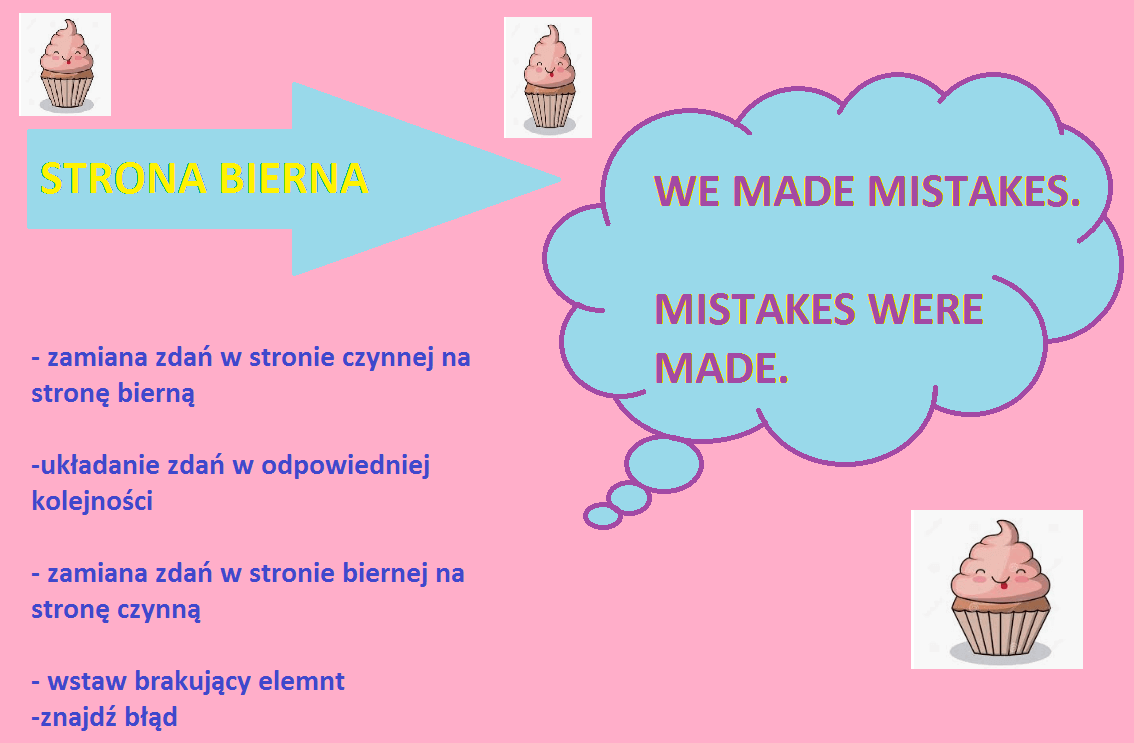 STRONA BIERNA
WE MADE MISTAKES.
MISTAKES WERE
MADE.
- zamiana zdań w stronie czynnej na
stronę bierną
-układanie zdań w odpowiedniej
kolejności
- zamiana zdań w stronie biernej na
stronę czynną
- wstaw brakujący elemnt
-znajdź błąd